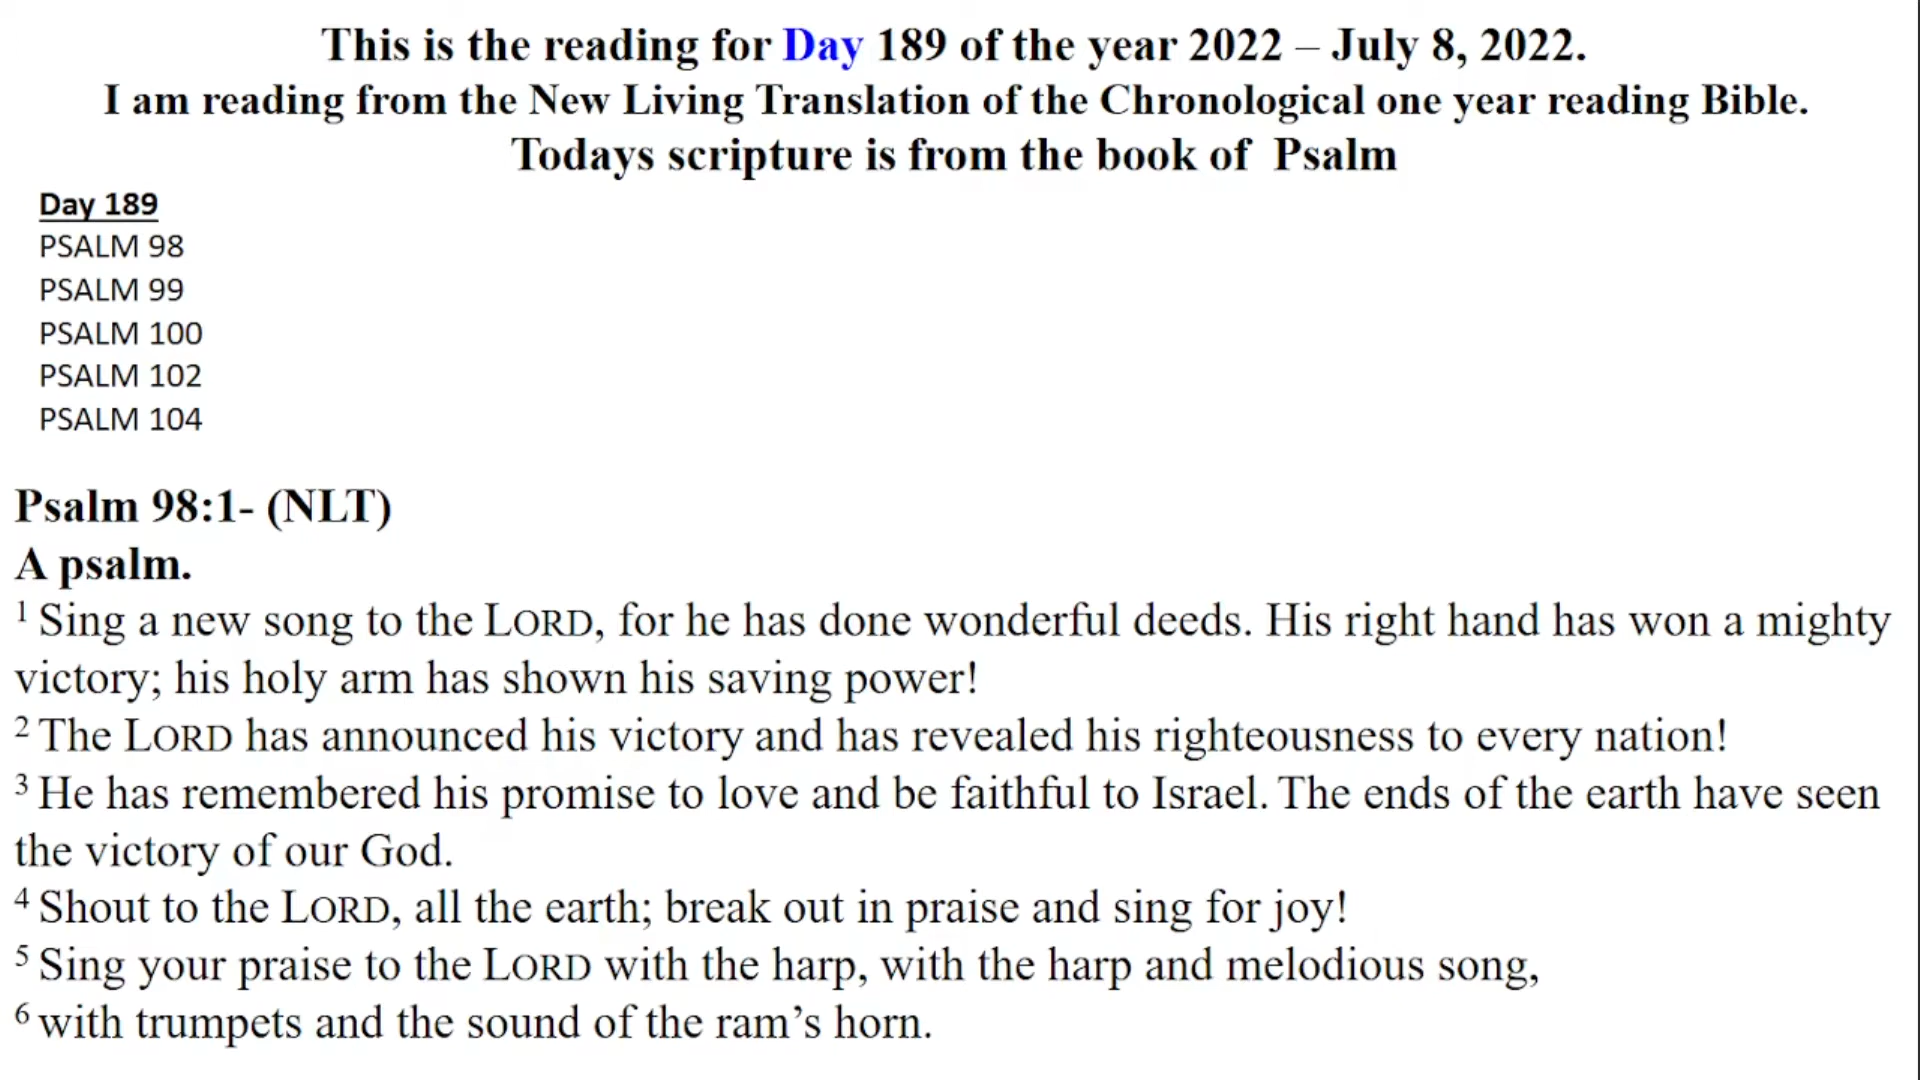 This is the reading for Day 189 of the year 2022 – July 8, 2022.
I am reading from the New Living Translation of the Chronological one year reading Bible.
Todays scripture is from the book of  Psalm
Day 189
PSALM 98
PSALM 99
PSALM 100
PSALM 102
PSALM 104
Psalm 98:1- (NLT)
A psalm.
1 Sing a new song to the LORD, for he has done wonderful deeds. His right hand has won a mighty
victory; his holy arm has shown his saving power!
2 The LORD has announced his victory and has revealed his righteousness to every nation!
3 He has remembered his promise to love and be faithful to Israel. The ends of the earth have seen
the victory of our God.
4 Shout to the LORD, all the earth; break out in praise and sing for joy!
5 Sing your praise to the LORD with the harp, with the harp and melodious song,
6 with trumpets and the sound of the ram’s horn.